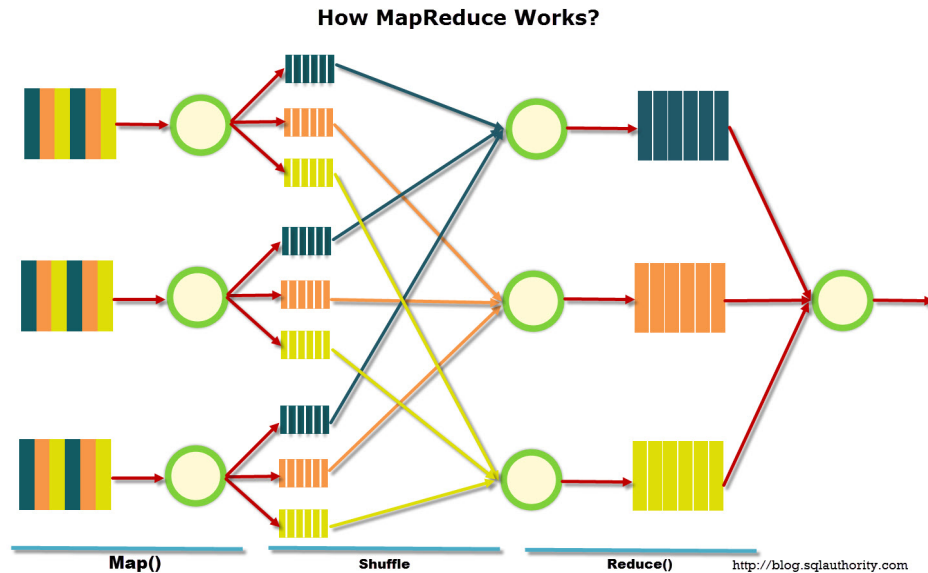 How MapReduce Works?
Map()
Shuffle
Reduce()
http://blog.sqlauthority.com